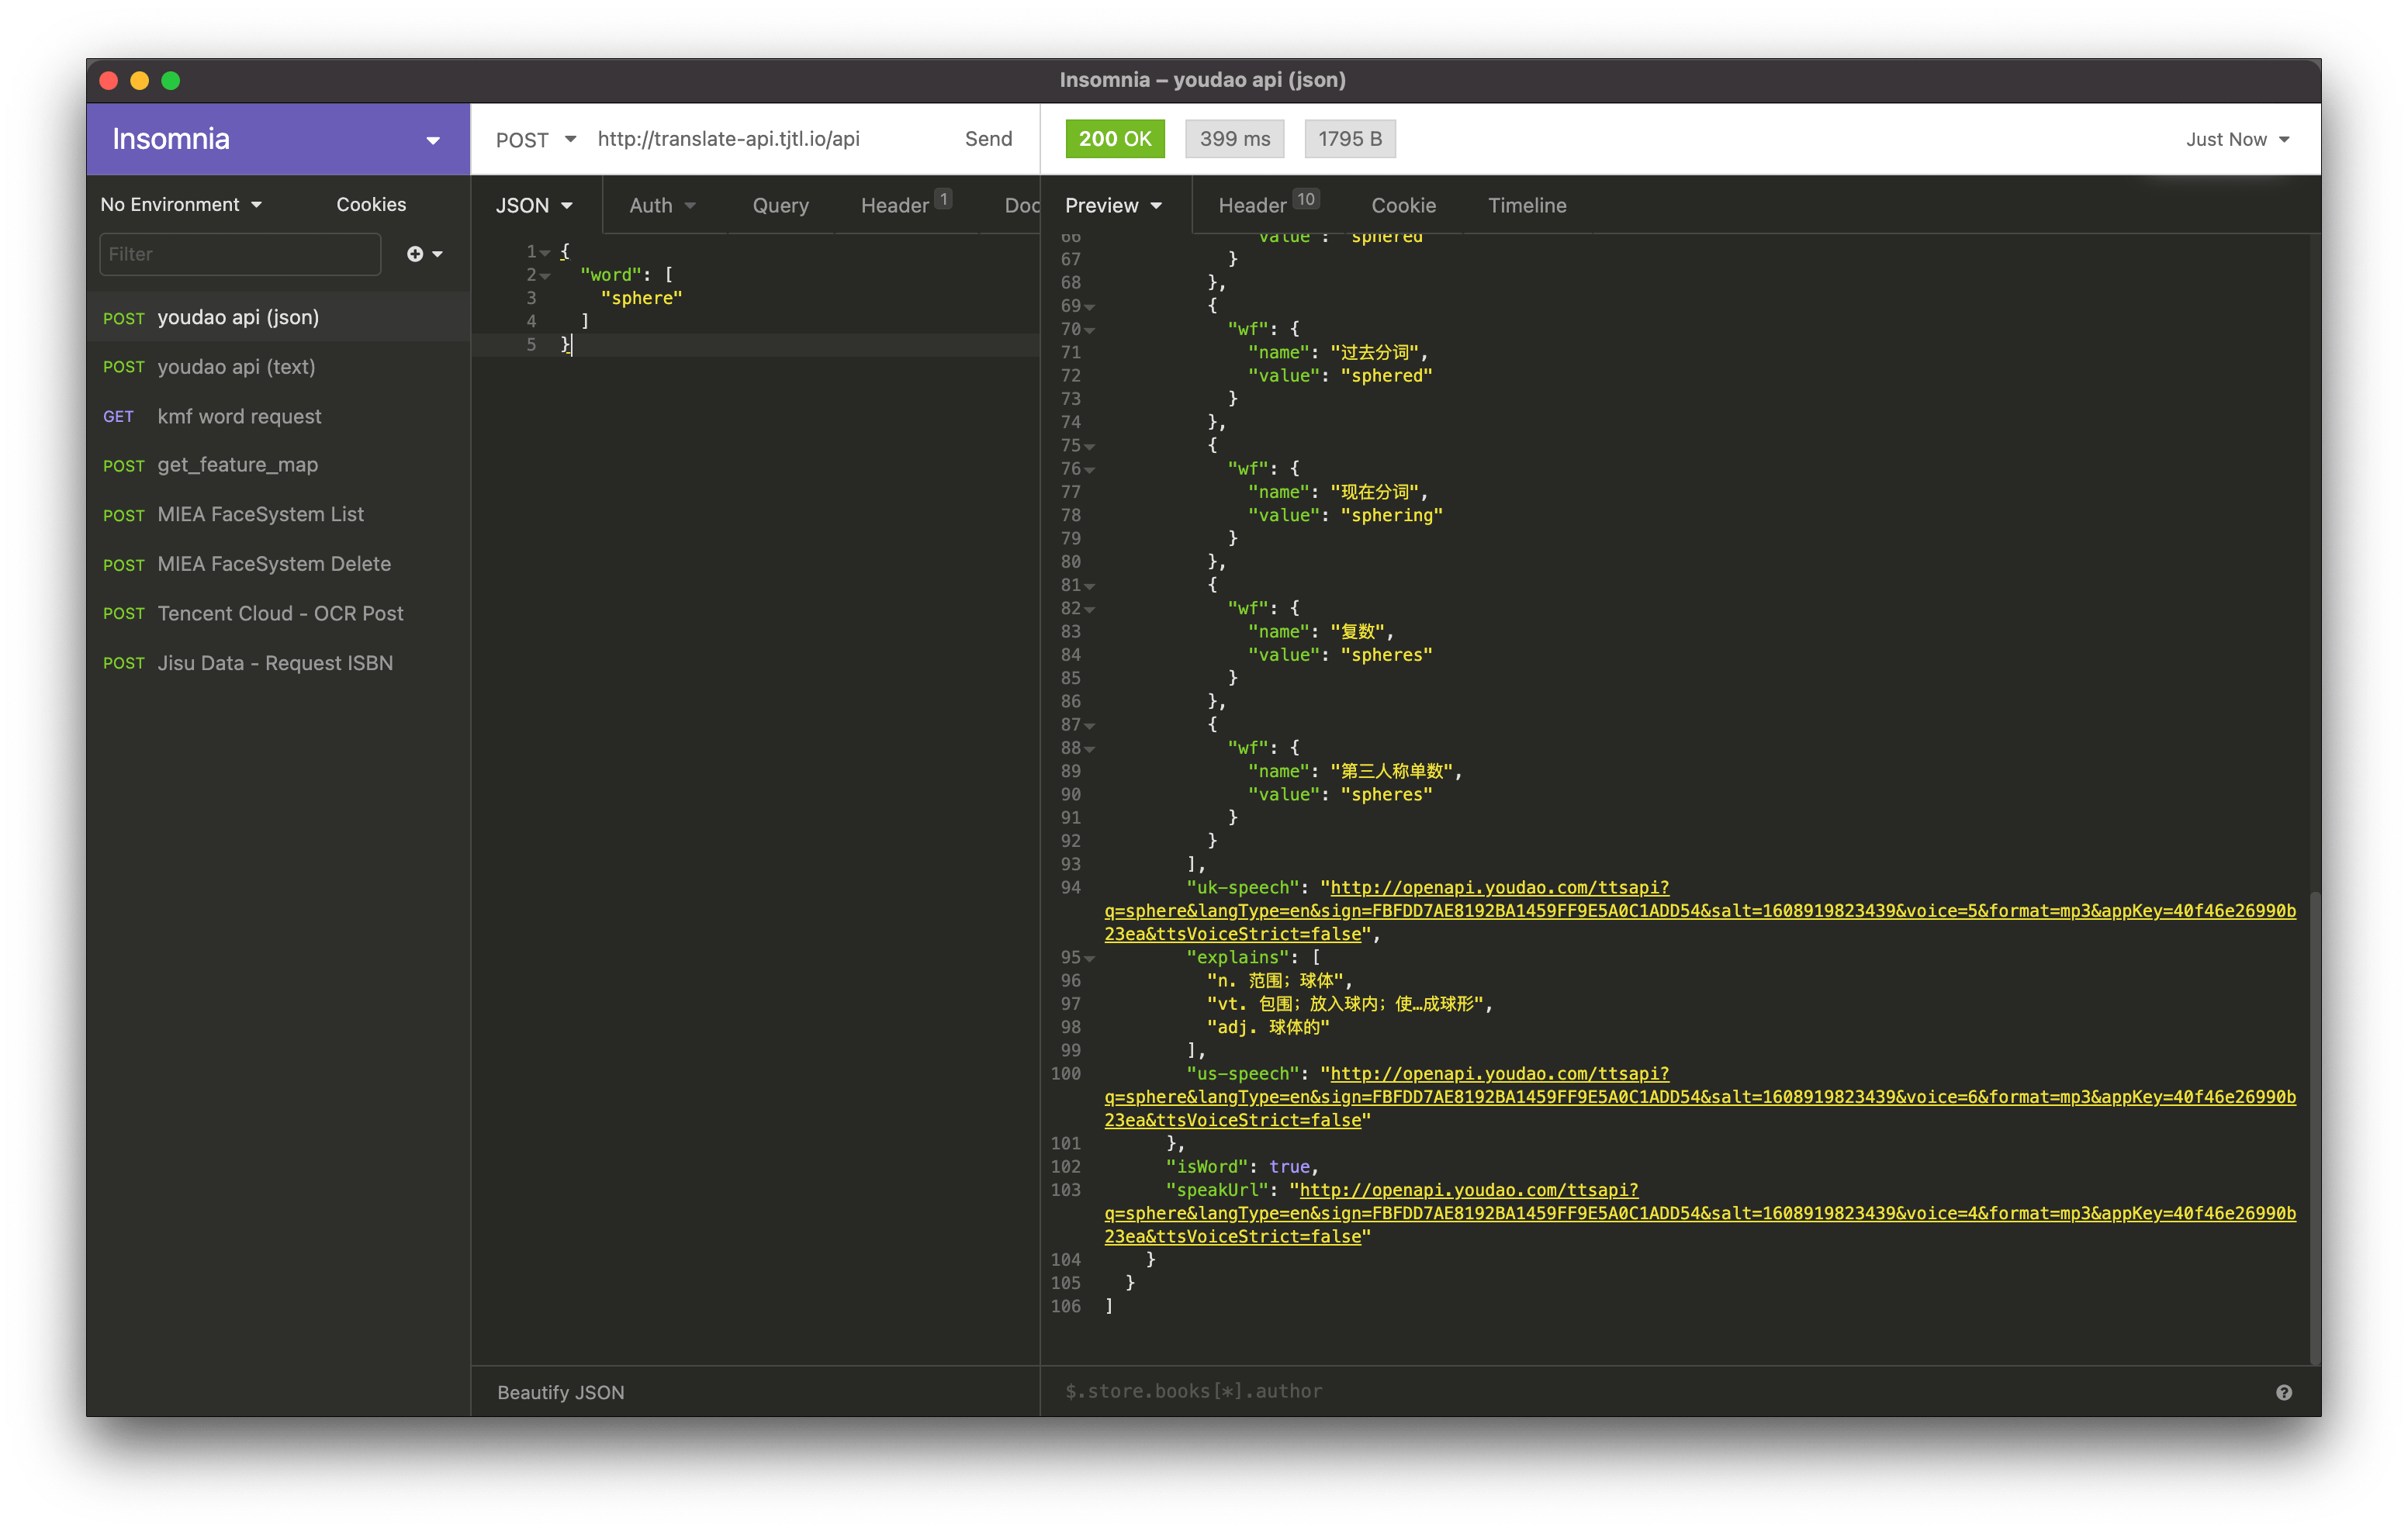 Insomnia – youdao api (json)
Insomnia
POST http://translate-api.tjtl.io/api Send
200 OK 399 ms 1795 B Just Now
No Environment Cookies
Filter
POST youdao api (json)
POST youdao api (text)
GET kmf word request
POST get_feature_map
POST MIEA FaceSystem List
POST MIEA FaceSystem Delete
POST Tencent Cloud - OCR Post
POST Jisu Data - Request ISBN
JSON Auth Query Header 1 Doc
1 {
2 "word": [
3 "sphere"
4 ]
5 }
Beautify JSON
Preview Header 10 Cookie Timeline
66 "value": "sphered"
67 }
68 },
69 {
70 "wf": {
71 "name": "过去分词",
72 "value": "sphered"
73 }
74 },
75 {
76 "wf": {
77 "name": "现在分词",
78 "value": "sphering"
79 }
80 },
81 {
82 "wf": {
83 "name": "复数",
84 "value": "spheres"
85 }
86 },
87 {
88 "wf": {
89 "name": "第三人称单数",
90 "value": "spheres"
91 }
92 }
93 ],
94 "uk-speech": "http://openapi.youdao.com/ttsapi?
q=sphere&langType=en&sign=FBFDD7AE8192BA1459FF9E5A0C1ADD54&salt=1608919823439&voice=5&format=mp3&appKey=40f46e26990b
23ea&ttsVoiceStrict=false",
95 "explains": [
96 "n. 范围；球体",
97 "vt. 包围；放入球内；使…成球形",
98 "adj. 球体的"
99 ],
100 "us-speech": "http://openapi.youdao.com/ttsapi?
q=sphere&langType=en&sign=FBFDD7AE8192BA1459FF9E5A0C1ADD54&salt=1608919823439&voice=6&format=mp3&appKey=40f46e26990b
23ea&ttsVoiceStrict=false"
101 },
102 "isWord": true,
103 "speakUrl": "http://openapi.youdao.com/ttsapi?
q=sphere&langType=en&sign=FBFDD7AE8192BA1459FF9E5A0C1ADD54&salt=1608919823439&voice=4&format=mp3&appKey=40f46e26990b
23ea&ttsVoiceStrict=false"
104 }
105 }
106 ]
$.store.books[*].author